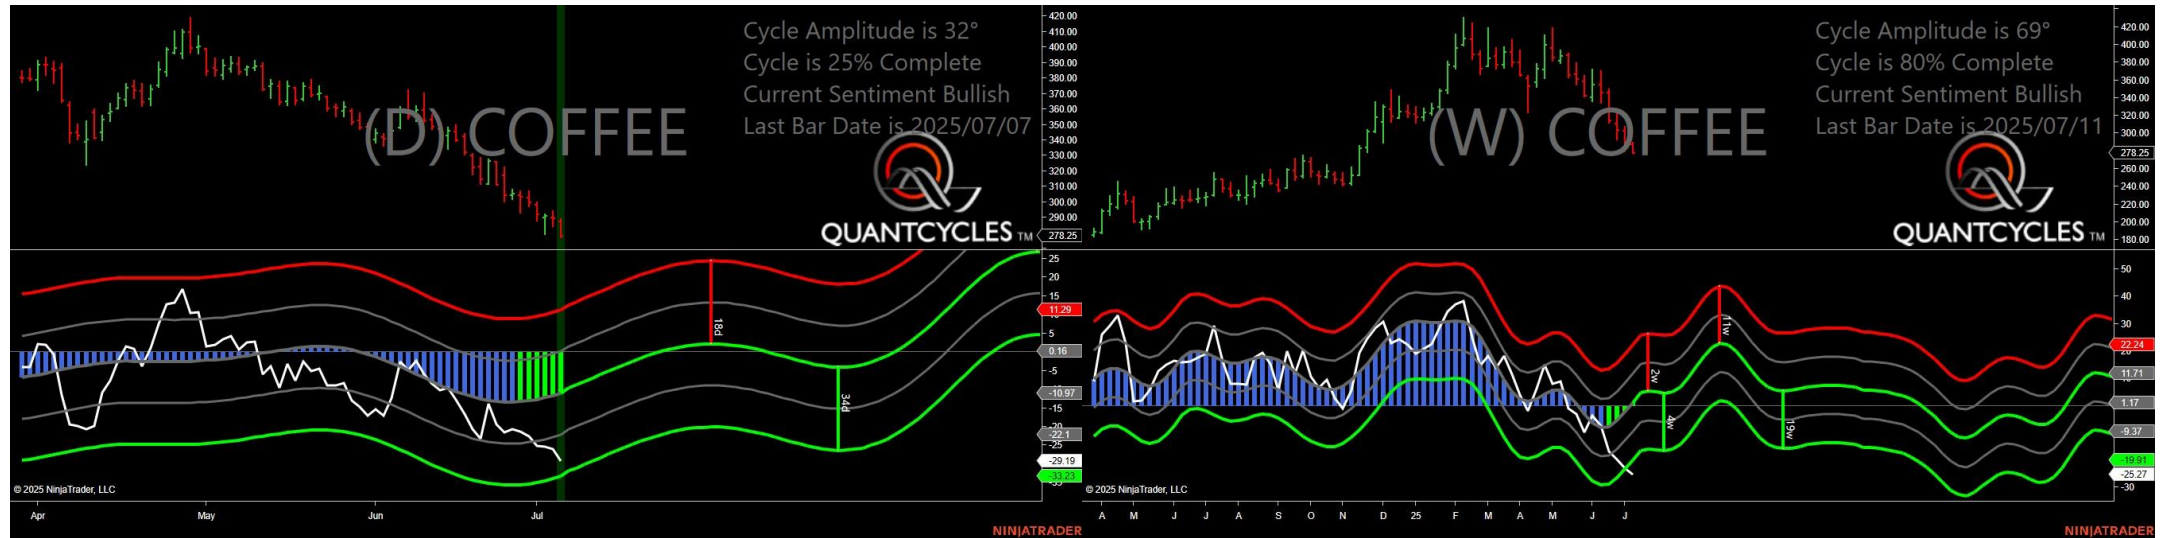 Cycle Amplitude is 32°
Cycle is 25% Complete
Current Sentiment Bullish
Last Bar Date is 2025/07/07
(D) COFFEE
QUANTCYCLES TM
420.00
410.00
400.00
390.00
380.00
370.00
360.00
350.00
340.00
330.00
320.00
310.00
300.00
290.00
278.25
25
15
11.29
5
0.16
-5
-10.97
-15
-22.1
-25
-29.19
-33.23
18d
34d
© 2025 NinjaTrader, LLC
Apr May Jun Jul
NINJATRADER
Cycle Amplitude is 69°
Cycle is 80% Complete
Current Sentiment Bullish
Last Bar Date is 2025/07/11
(W) COFFEE
QUANTCYCLES TM
420.00
400.00
380.00
360.00
340.00
320.00
300.00
278.25
260.00
240.00
220.00
200.00
180.00
50
40
30
22.24
11.71
1.17
-9.37
-19.91
-25.27
-30
2w
4w
11w
19w
© 2025 NinjaTrader, LLC
A M J J A S O N D 25 F M A M J J
NINJATRADER